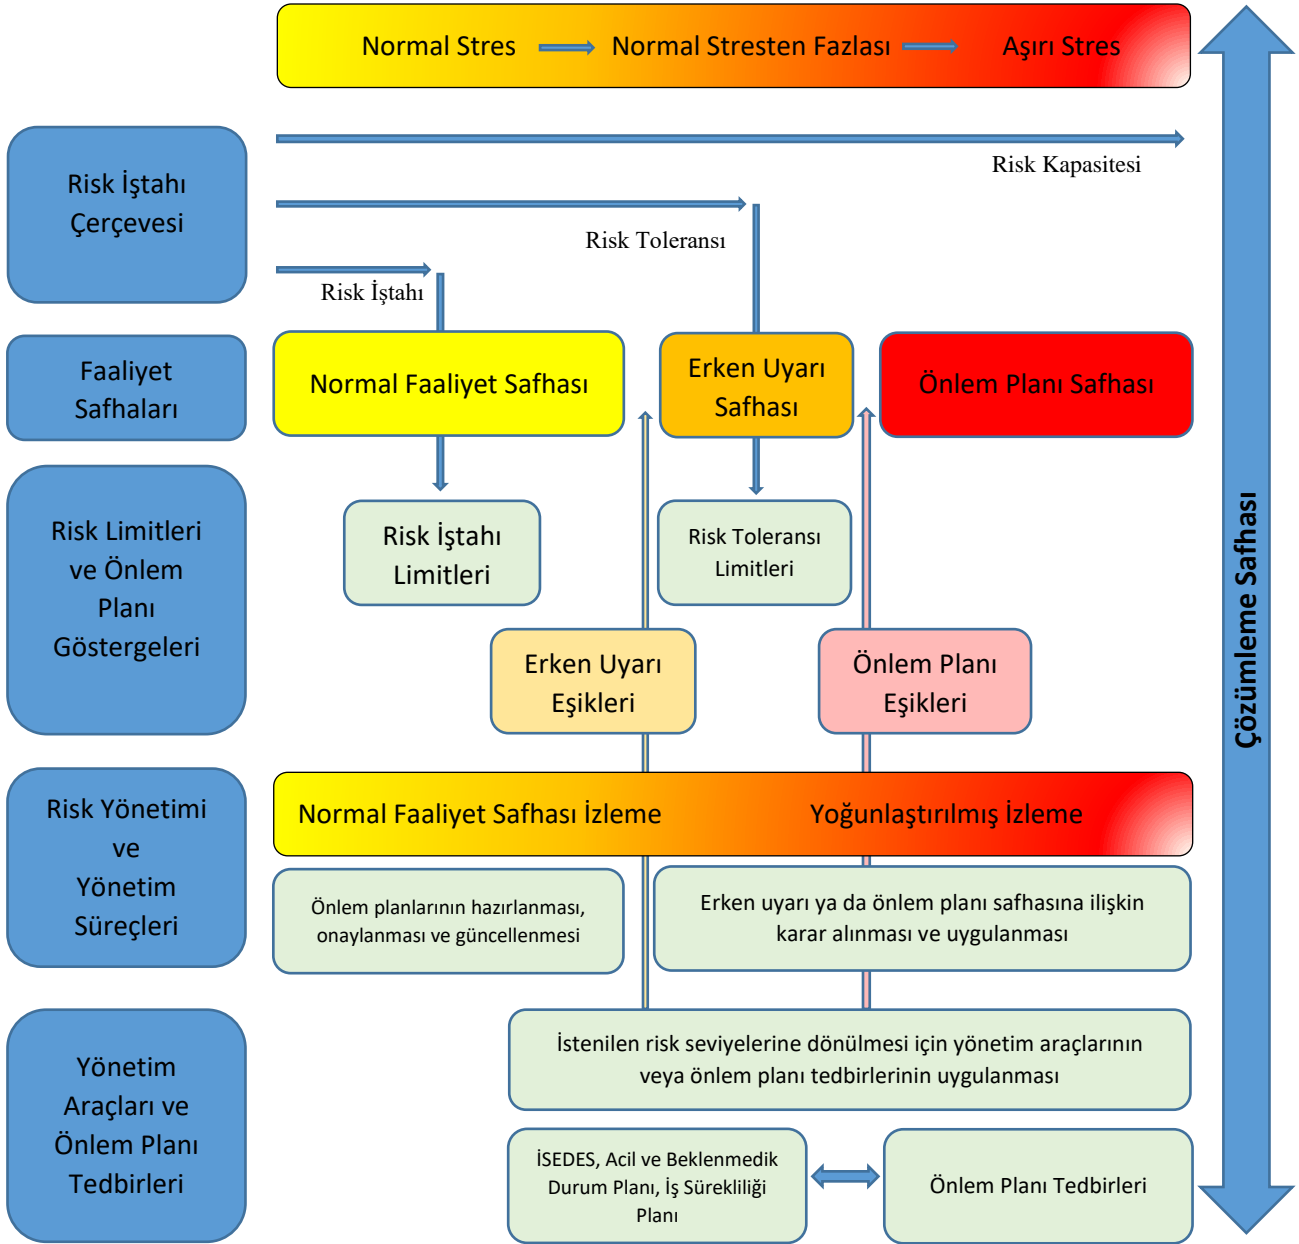 Normal Stres
Normal Stresten Fazlası
Aşırı Stres
Risk İştahı
Çerçevesi
Risk Kapasitesi
Risk Toleransı
Risk İştahı
Faaliyet
Safhaları
Normal Faaliyet Safhası
Erken Uyarı
Safhası
Önlem Planı Safhası
Risk Limitleri
ve Önlem
Planı
Göstergeleri
Risk İştahı
Limitleri
Risk Toleransı
Limitleri
Erken Uyarı
Eşikleri
Önlem Planı
Eşikleri
Risk Yönetimi
ve
Yönetim
Süreçleri
Normal Faaliyet Safhası İzleme
Yoğunlaştırılmış İzleme
Önlem planlarının hazırlanması,
onaylanması ve güncellenmesi
Erken uyarı ya da önlem planı safhasına ilişkin
karar alınması ve uygulanması
Yönetim
Araçları ve
Önlem Planı
Tedbirleri
İstenilen risk seviyelerine dönülmesi için yönetim araçlarının
veya önlem planı tedbirlerinin uygulanması
İSEDES, Acil ve Beklenmedik
Durum Planı, İş Sürekliliği
Planı
Önlem Planı Tedbirleri
Çözümleme Safhası